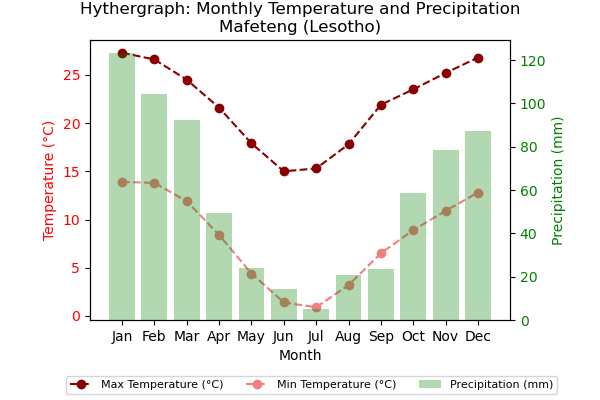 Hythergraph: Monthly Temperature and Precipitation
Mafeteng (Lesotho)
Temperature (°C)
25
20
15
10
5
0
120
100
80
60
40
20
0
Precipitation (mm)
Jan Feb Mar Apr May Jun Jul Aug Sep Oct Nov Dec
Month
Max Temperature (°C) Min Temperature (°C) Precipitation (mm)